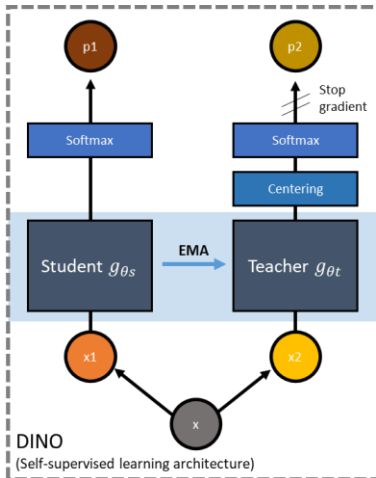 p1
p2
Stop
gradient
Softmax
Softmax
Centering
Student gθs
EMA
Teacher gθt
x1
x2
x
DINO
(Self-supervised learning architecture)